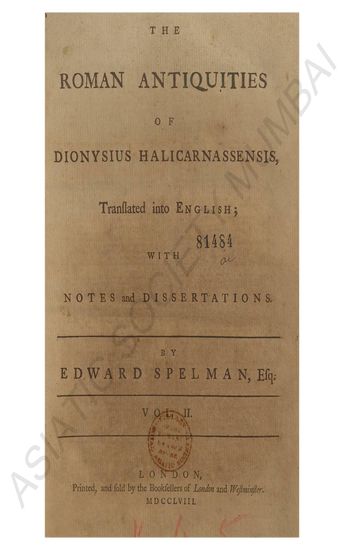 THE
ROMAN ANTIQUITIES
OF
DIONYSIUS HALICARNASSENSIS,
Tranſlated into ENGLISH;
81484
WITH
NOTES and DISSERTATIONS.
BY
EDWARD SPELMAN, Eſq:
VOL. II.
LONDON,
Printed, and ſold by the Bookſellers of London and Weſtminſter.
MDCCLVIII.
ASIATIC SOCIETY MUMBAI